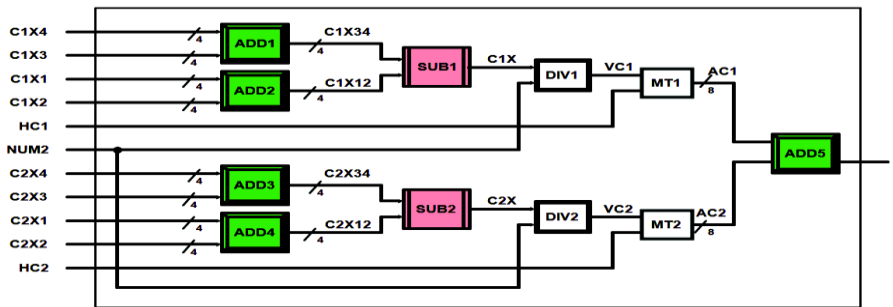 C1X4 4 ADD1 4 C1X34
C1X3 4
C1X1 4 ADD2 4 C1X12
C1X2 4
SUB1 C1X DIV1 VC1 MT1 AC1 8
HC1
NUM2
ADD5
C2X4 4 ADD3 4 C2X34
C2X3 4
C2X1 4 ADD4 4 C2X12
C2X2 4
SUB2 C2X DIV2 VC2 MT2 AC2 8
HC2